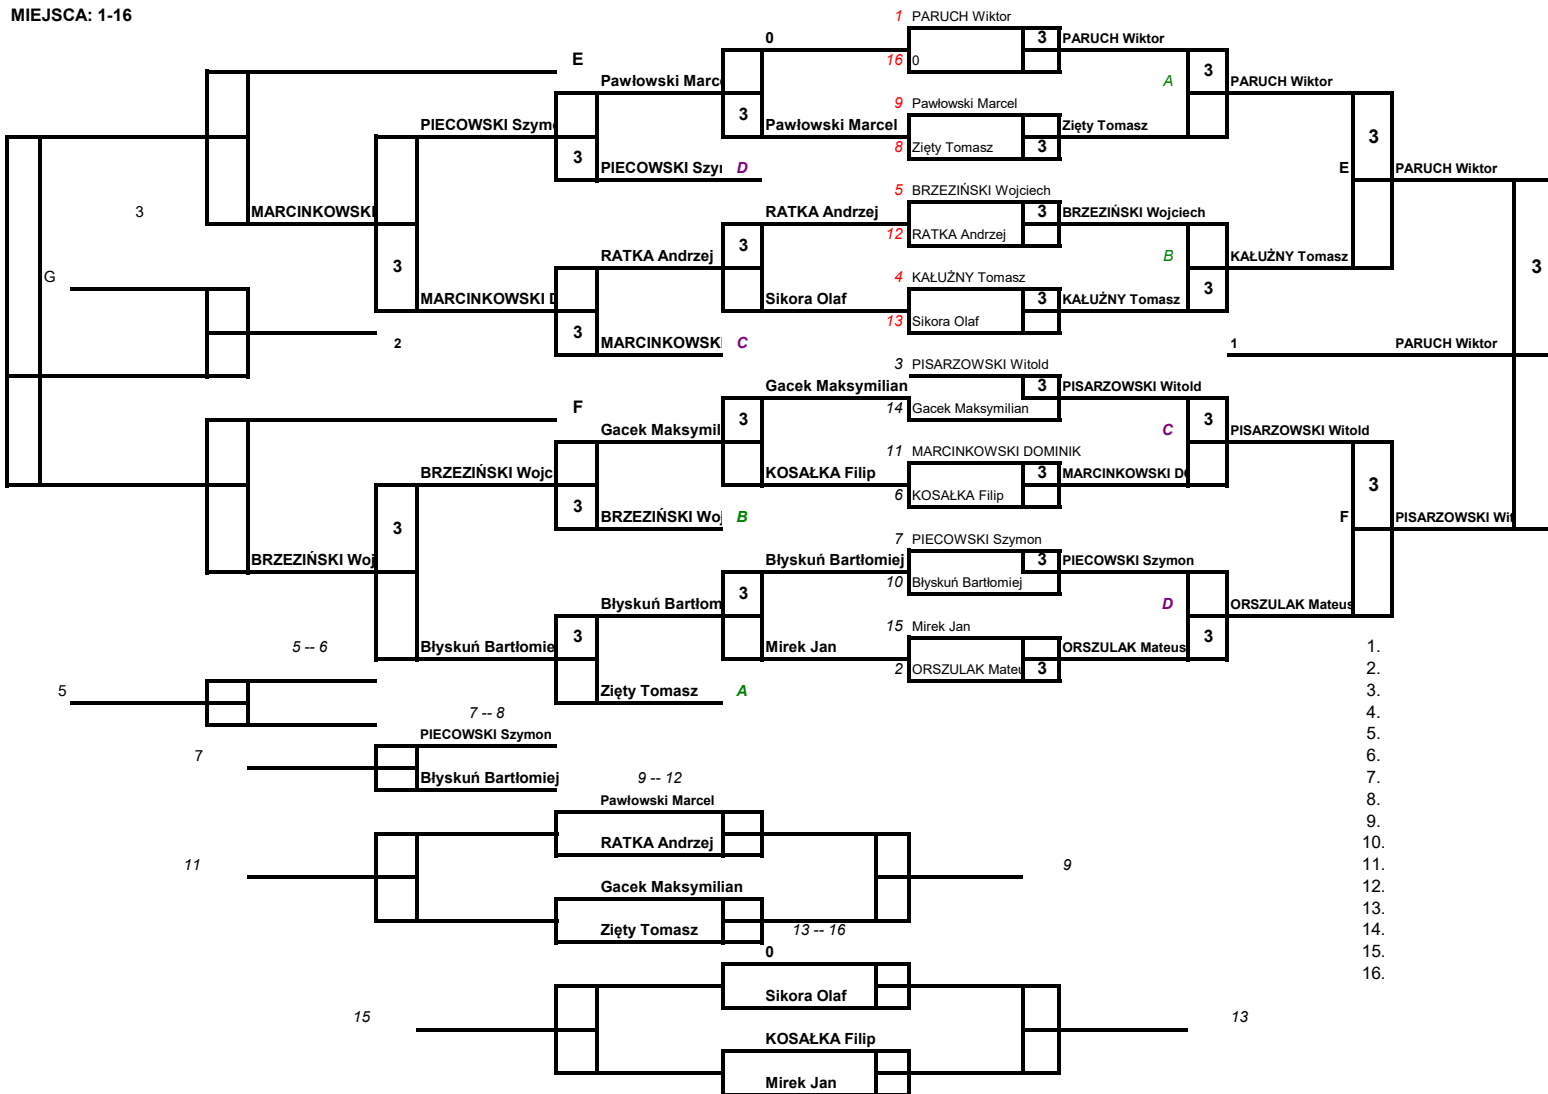 MIEJSCA: 1-16
1 PARUCH Wiktor
0 3 PARUCH Wiktor
E 16 0 3
Pawłowski Marc A PARUCH Wiktor
9 Pawłowski Marcel
3 3
PIECOWSKI Szym Pawłowski Marcel Zięty Tomasz
8 Zięty Tomasz 3
3 PIECOWSKI Szyı D E PARUCH Wiktor
5 BRZEZIŃSKI Wojciech
3 MARCINKOWSKI RATKA Andrzej 3 BRZEZIŃSKI Wojciech
12 RATKA Andrzej
3
RATKA Andrzej B KAŁUŻNY Tomasz
3 3
G 4 KAŁUŻNY Tomasz
3
MARCINKOWSKI D Sikora Olaf 3 KAŁUŻNY Tomasz
13 Sikora Olaf
3
2 MARCINKOWSK C 1 PARUCH Wiktor
3 PISARZOWSKI Witold
Gacek Maksymilian 3 PISARZOWSKI Witold
F 14 Gacek Maksymilian
3 3
Gacek Maksymil C PISARZOWSKI Witold
11 MARCINKOWSKI DOMINIK
BRZEZIŃSKI Wojc KOSAŁKA Filip 3 MARCINKOWSKI D
3
6 KOSAŁKA Filip
3
3 BRZEZIŃSKI Woj B F PISARZOWSKI Wit
7 PIECOWSKI Szymon
BRZEZIŃSKI Woj Błyskuń Bartłomiej 3 PIECOWSKI Szymon
10 Błyskuń Bartłomiej
3
Błyskuń Bartłom D ORSZULAK Mateus
15 Mirek Jan
3 3
5 -- 6 Błyskuń Bartłomie Mirek Jan ORSZULAK Mateus 1.
2 ORSZULAK Mateu 3 2.
5 Zięty Tomasz A 3.
7 -- 8 4.
PIECOWSKI Szymon 5.
7 6.
Błyskuń Bartłomiej 9 -- 12 7.
Pawłowski Marcel 8.
9.
RATKA Andrzej 10.
11 9 11.
Gacek Maksymilian 12.
13.
Zięty Tomasz 13 -- 16 14.
0 15.
16.
Sikora Olaf
15 13
KOSAŁKA Filip
Mirek Jan